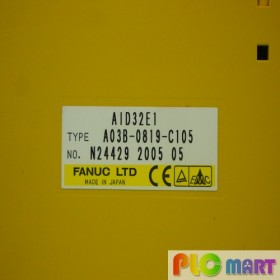 AID32E1
TYPE A03B-0819-C105
NO. N24429 2005 05
FANUC LTD
MADE IN JAPAN
CE
PLC mart